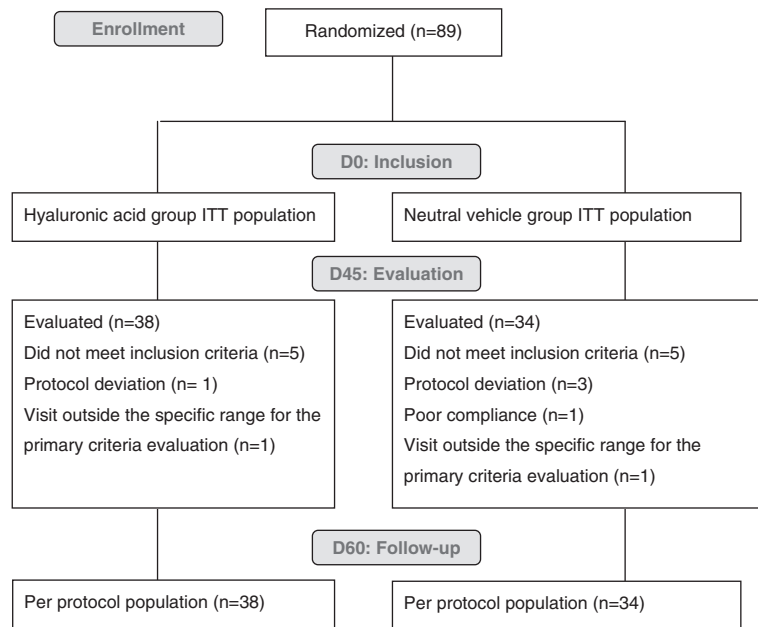 Enrollment
Randomized (n=89)
D0: Inclusion
Hyaluronic acid group ITT population
Neutral vehicle group ITT population
D45: Evaluation
Evaluated (n=38)
Did not meet inclusion criteria (n=5)
Protocol deviation (n= 1)
Visit outside the specific range for the
primary criteria evaluation (n=1)
Evaluated (n=34)
Did not meet inclusion criteria (n=5)
Protocol deviation (n=3)
Poor compliance (n=1)
Visit outside the specific range for the
primary criteria evaluation (n=1)
D60: Follow-up
Per protocol population (n=38)
Per protocol population (n=34)